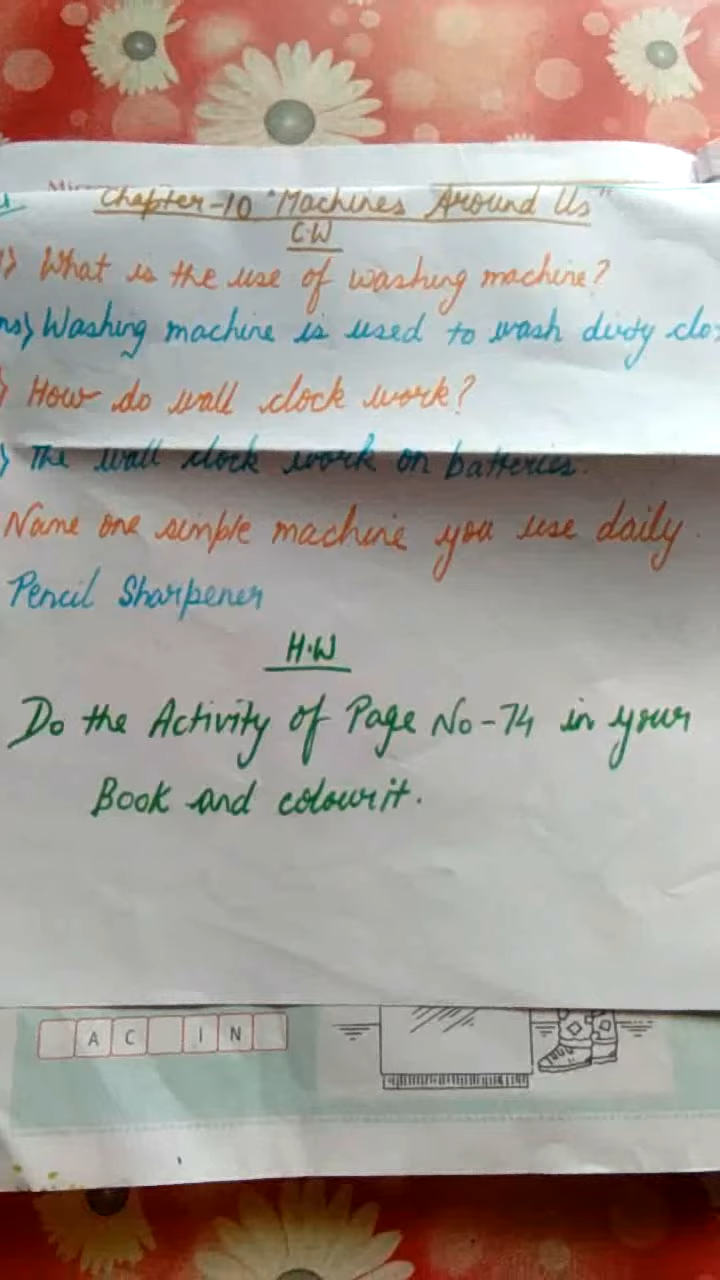 Chapter-10 "Machines Around Us"
C.W
What is the use of washing machine?
Washing machine is used to wash dirty
How do wall clock work?
The wall clock work on batteries.
Name one simple machine you use daily.
Pencil Sharpener
H.W
Do the Activity of Page No-74 in your
Book and colour it.
A C I N